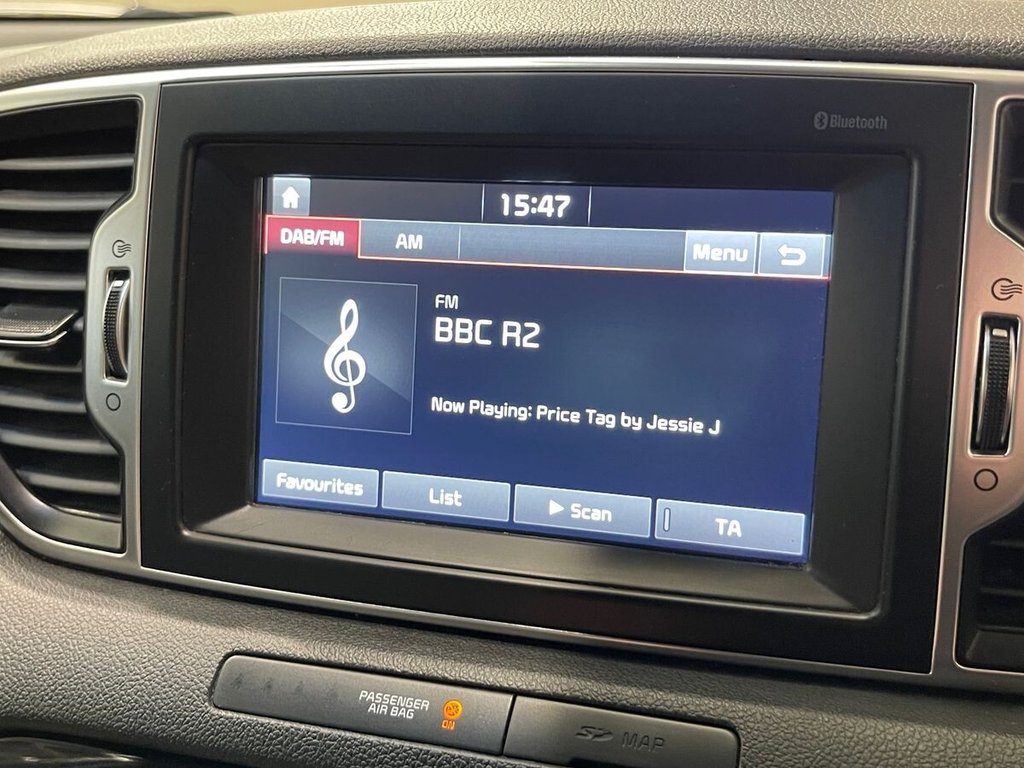 Bluetooth
15:47
DAB/FM AM Menu
FM
BBC R2
Now Playing: Price Tag by Jessie J
Favourites List Scan TA
PASSENGER
AIR BAG
ON
SD MAP